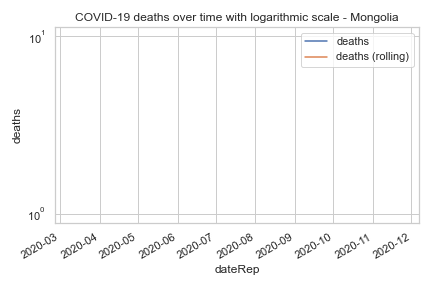 COVID-19 deaths over time with logarithmic scale - Mongolia
10¹
deaths
deaths (rolling)
deaths
10⁰
2020-03
2020-04
2020-05
2020-06
2020-07
2020-08
2020-09
2020-10
2020-11
2020-12
dateRep